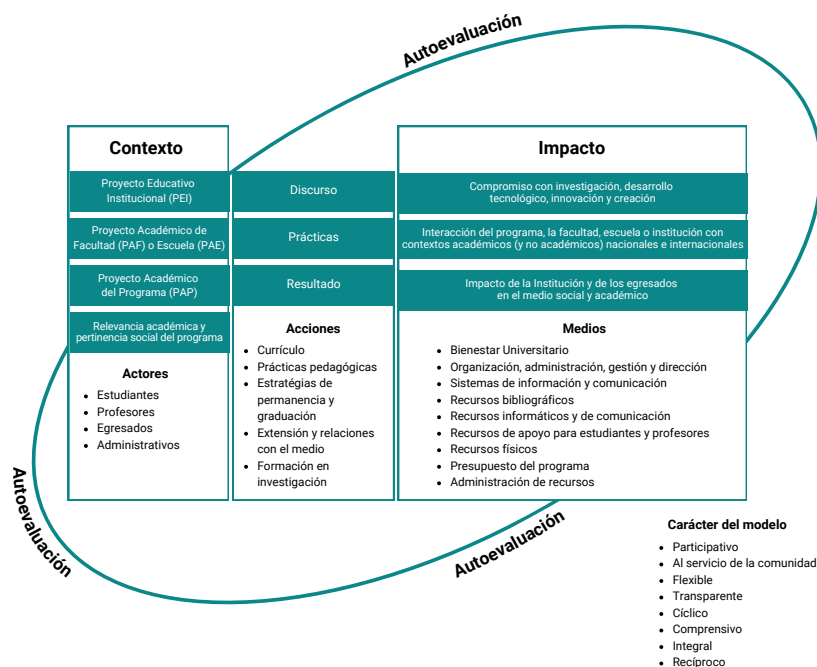 Autoevaluación
Contexto
Proyecto Educativo
Institucional (PEI)
Proyecto Académico de
Facultad (PAF) o Escuela (PAE)
Proyecto Académico
del Programa (PAP)
Relevancia académica y
pertinencia social del programa
Actores
• Estudiantes
• Profesores
• Egresados
• Administrativos
Discurso
Prácticas
Resultado
Acciones
• Currículo
• Prácticas pedagógicas
• Estratégias de
permanencia y
graduación
• Extensión y relaciones
con el medio
• Formación en
investigación
Impacto
Compromiso con investigación, desarrollo
tecnológico, innovación y creación
Interacción del programa, la facultad, escuela o institución con
contextos académicos (y no académicos) nacionales e internacionales
Impacto de la Institución y de los egresados
en el medio social y académico
Medios
• Bienestar Universitario
• Organización, administración, gestión y dirección
• Sistemas de información y comunicación
• Recursos bibliográficos
• Recursos informáticos y de comunicación
• Recursos de apoyo para estudiantes y profesores
• Recursos físicos
• Presupuesto del programa
• Administración de recursos
Autoevaluación
Autoevaluación
Carácter del modelo
• Participativo
• Al servicio de la comunidad
• Flexible
• Transparente
• Cíclico
• Comprensivo
• Integral
• Recíproco